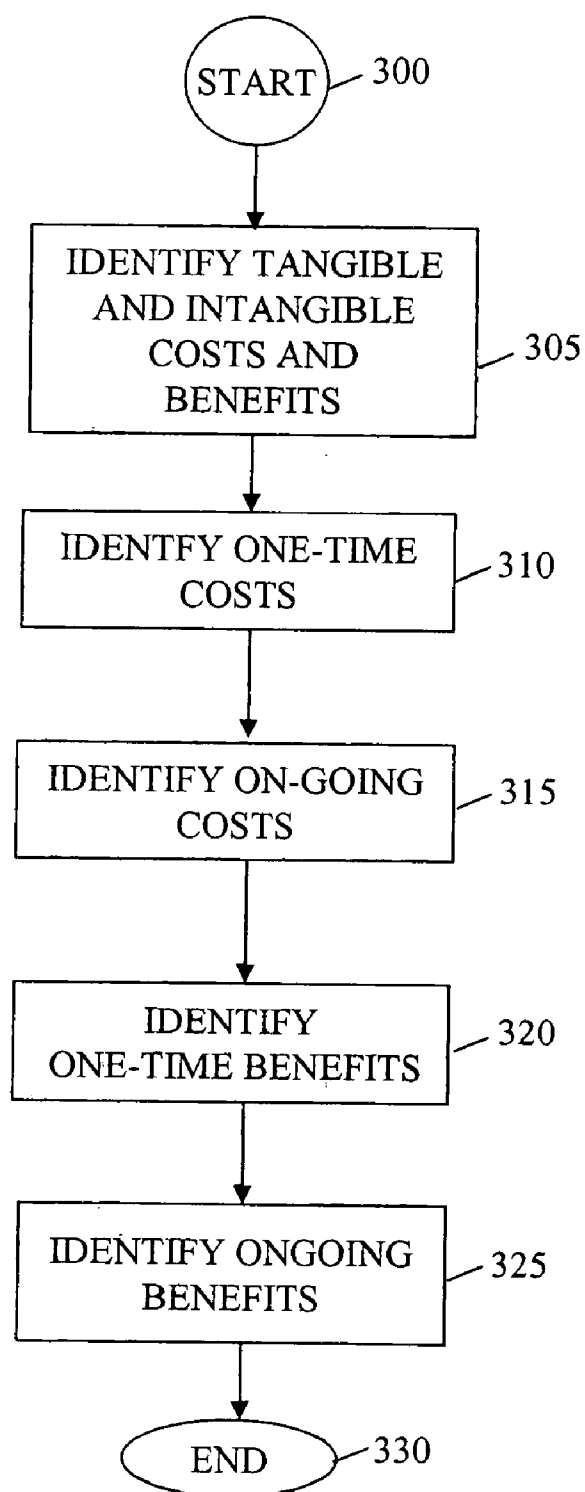 START
300
IDENTIFY TANGIBLE
AND INTANGIBLE
COSTS AND
BENEFITS
305
IDENTFY ONE-TIME
COSTS
310
IDENTIFY ON-GOING
COSTS
315
IDENTIFY
ONE-TIME BENEFITS
320
IDENTIFY ONGOING
BENEFITS
325
END
330